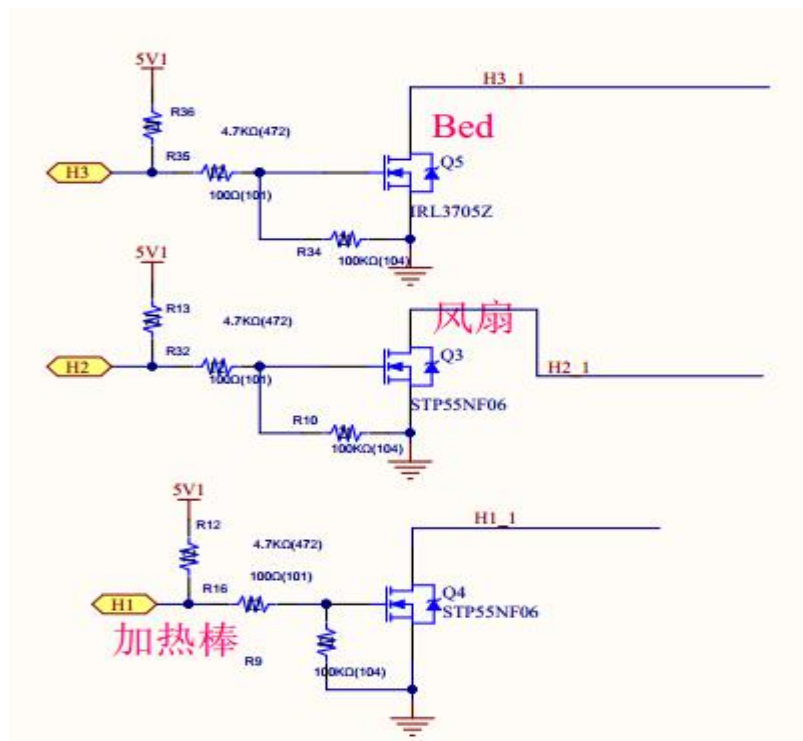 5V1
H3_1
R36
4.7KΩ(472)
Bed
H3
R35
100Ω(101)
Q5
IRL3705Z
R34
100KΩ(104)
5V1
R13
4.7KΩ(472)
风扇
H2
R32
100Ω(101)
Q3
H2_1
STP55NF06
R10
100KΩ(104)
5V1
R12
H1_1
4.7KΩ(472)
100Ω(101)
R16
H1
Q4
STP55NF06
加热棒
R9
100KΩ(104)